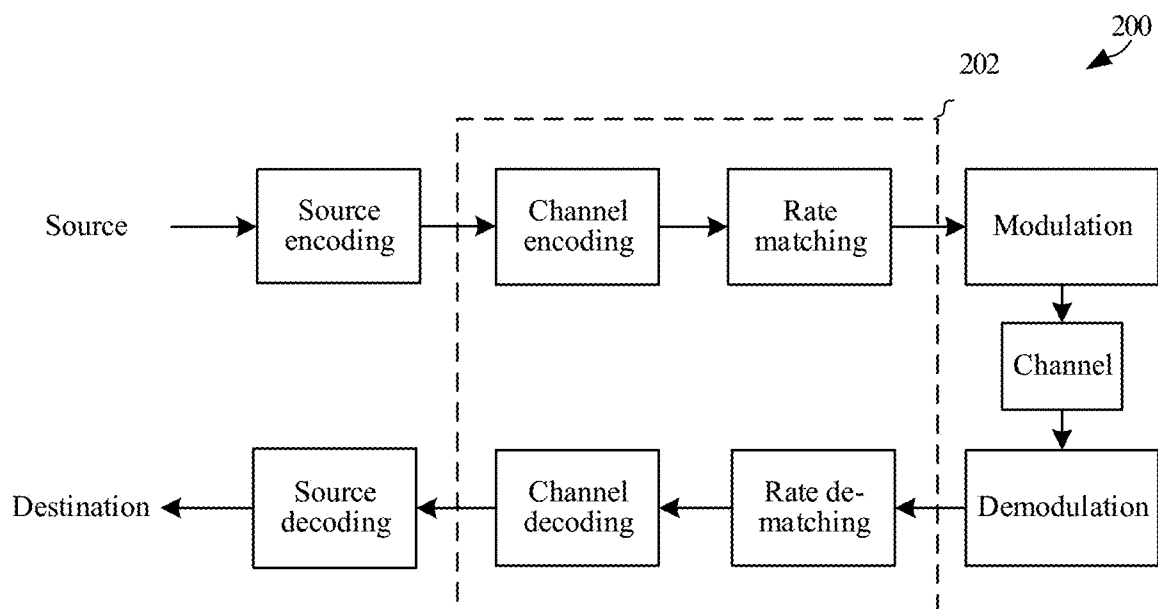 200
202
Source
Source
encoding
Channel
encoding
Rate
matching
Modulation
Channel
Destination
Source
decoding
Channel
decoding
Rate de-
matching
Demodulation